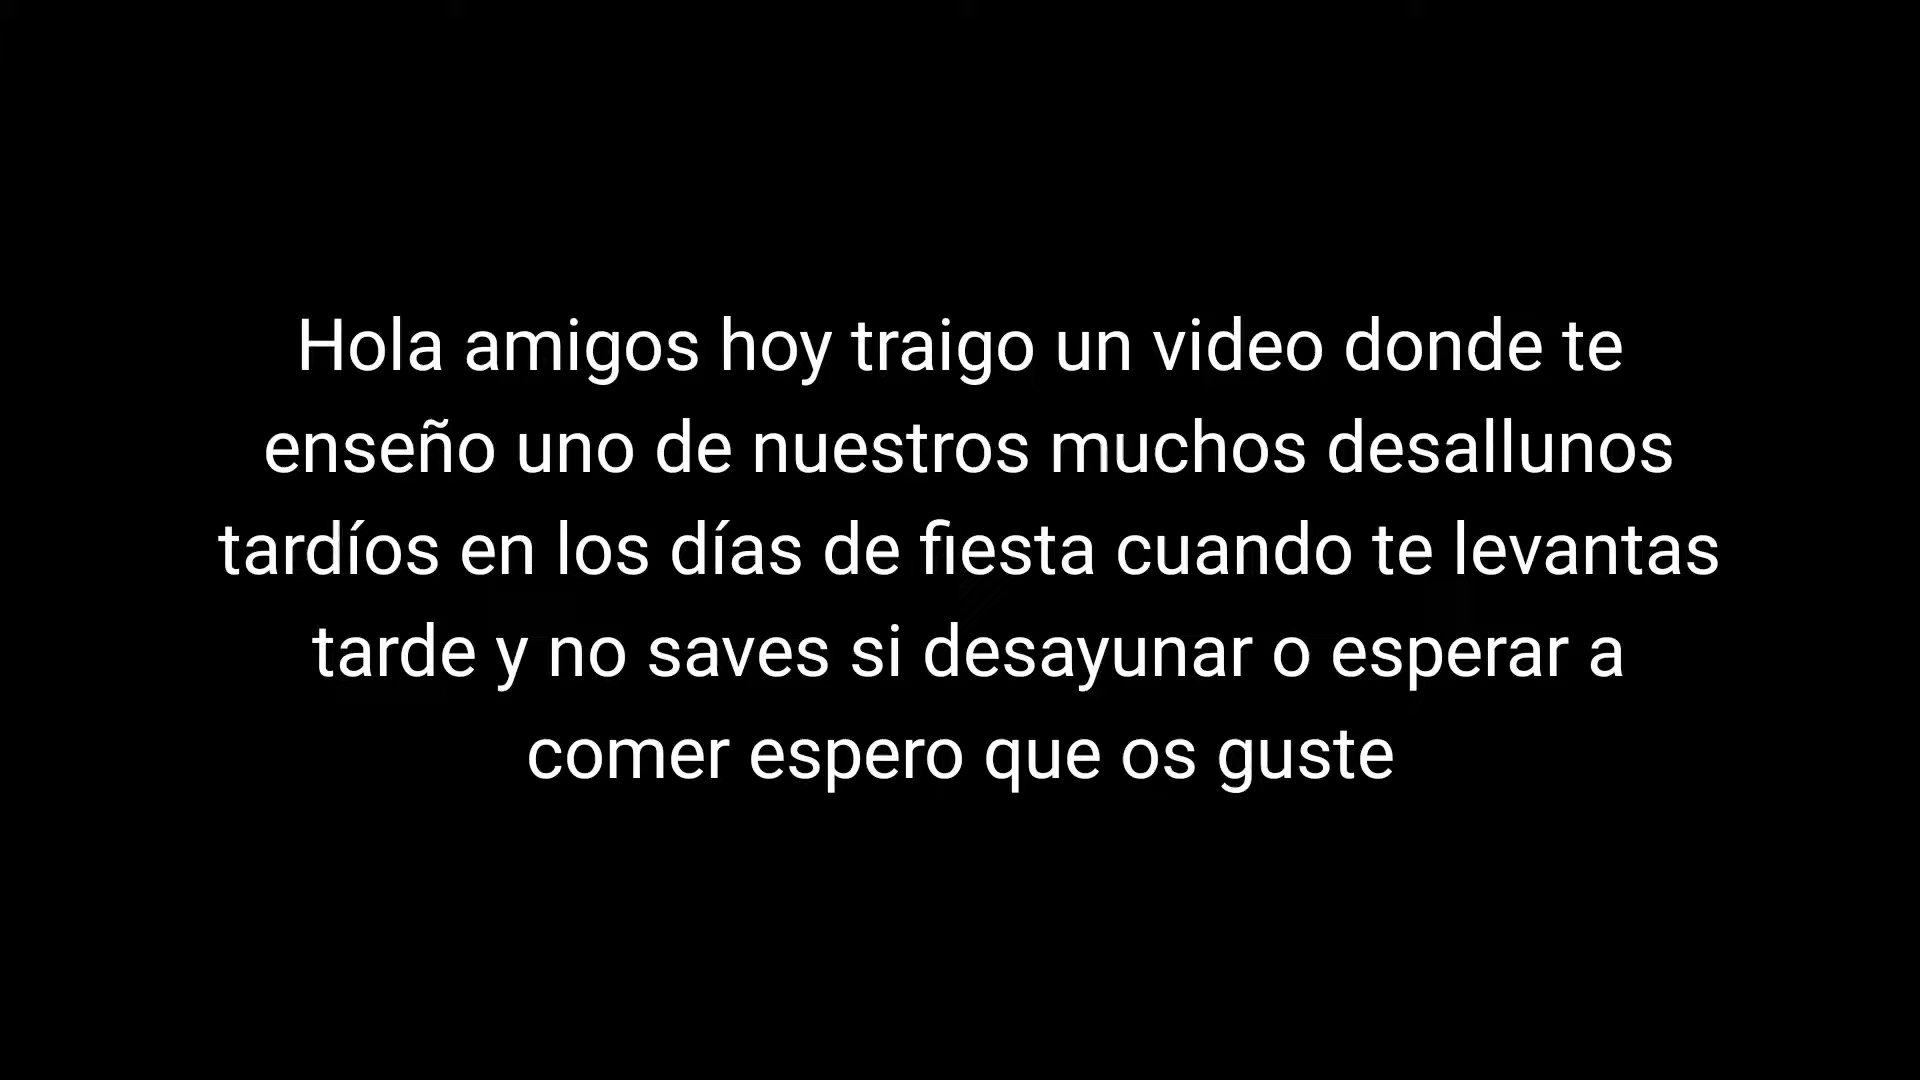 Hola amigos hoy traigo un video donde te
enseño uno de nuestros muchos desallunos
tardíos en los días de fiesta cuando te levantas
tarde y no saves si desayunar o esperar a
comer espero que os guste